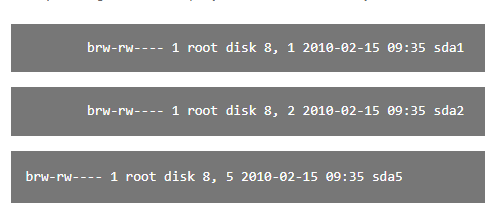 brw-rw---- 1 root disk 8, 1 2010-02-15 09:35 sda1
brw-rw---- 1 root disk 8, 2 2010-02-15 09:35 sda2
brw-rw---- 1 root disk 8, 5 2010-02-15 09:35 sda5